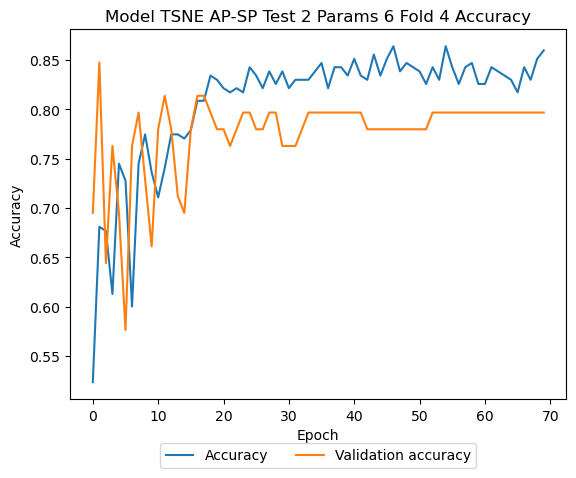 Model TSNE AP-SP Test 2 Params 6 Fold 4 Accuracy
0.85
0.80
0.75
0.70
0.65
0.60
0.55
Accuracy
0 10 20 30 40 50 60 70
Epoch
Accuracy Validation accuracy